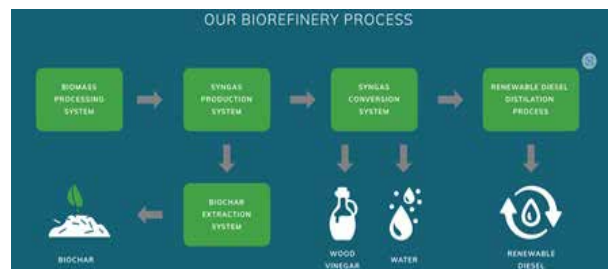 OUR BIOREFINERY PROCESS
BIOMASS
PROCESSING
SYSTEM
SYNGAS
PRODUCTION
SYSTEM
SYNGAS
CONVERSION
SYSTEM
RENEWABLE DIESEL
DISTILATION
PROCESS
BIOCHAR
EXTRACTION
SYSTEM
BIOCHAR
WOOD
VINEGAR
WATER
RENEWABLE
DIESEL